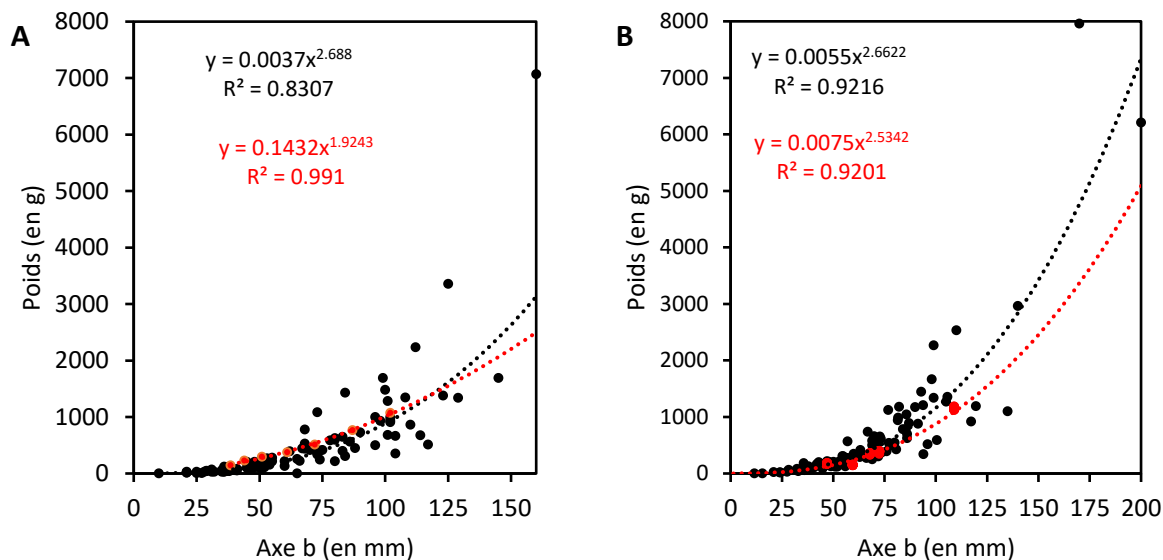 A
y = 0.0037x^2.688
R² = 0.8307
y = 0.1432x^1.9243
R² = 0.991
Poids (en g)
8000
7000
6000
5000
4000
3000
2000
1000
0
0 25 50 75 100 125 150
Axe b (en mm)
B
y = 0.0055x^2.6622
R² = 0.9216
y = 0.0075x^2.5342
R² = 0.9201
Poids (en g)
8000
7000
6000
5000
4000
3000
2000
1000
0
0 25 50 75 100 125 150 175 200
Axe b (en mm)